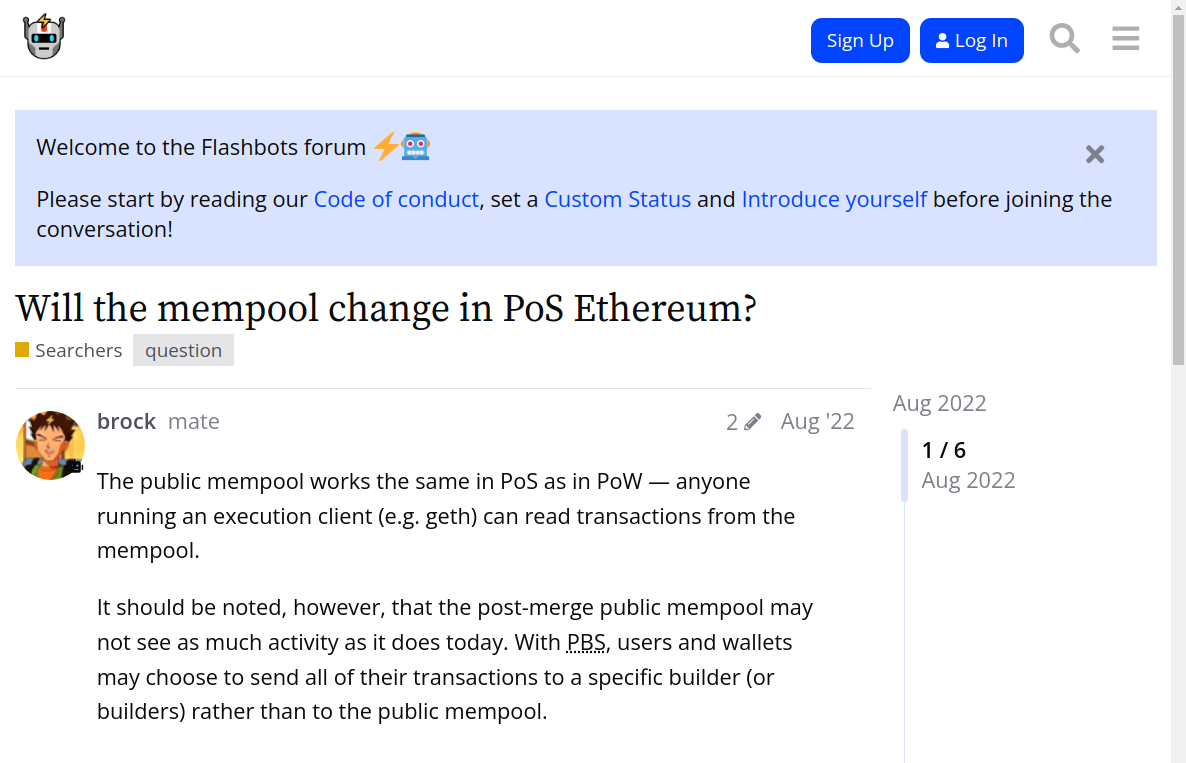 Sign Up
Log In
Welcome to the Flashbots forum
Please start by reading our Code of conduct, set a Custom Status and Introduce yourself before joining the
conversation!
Will the mempool change in PoS Ethereum?
Searchers question
brock mate 2 Aug '22
The public mempool works the same in PoS as in PoW — anyone
running an execution client (e.g. geth) can read transactions from the
mempool.
It should be noted, however, that the post-merge public mempool may
not see as much activity as it does today. With PBS, users and wallets
may choose to send all of their transactions to a specific builder (or
builders) rather than to the public mempool.
Aug 2022
1 / 6
Aug 2022